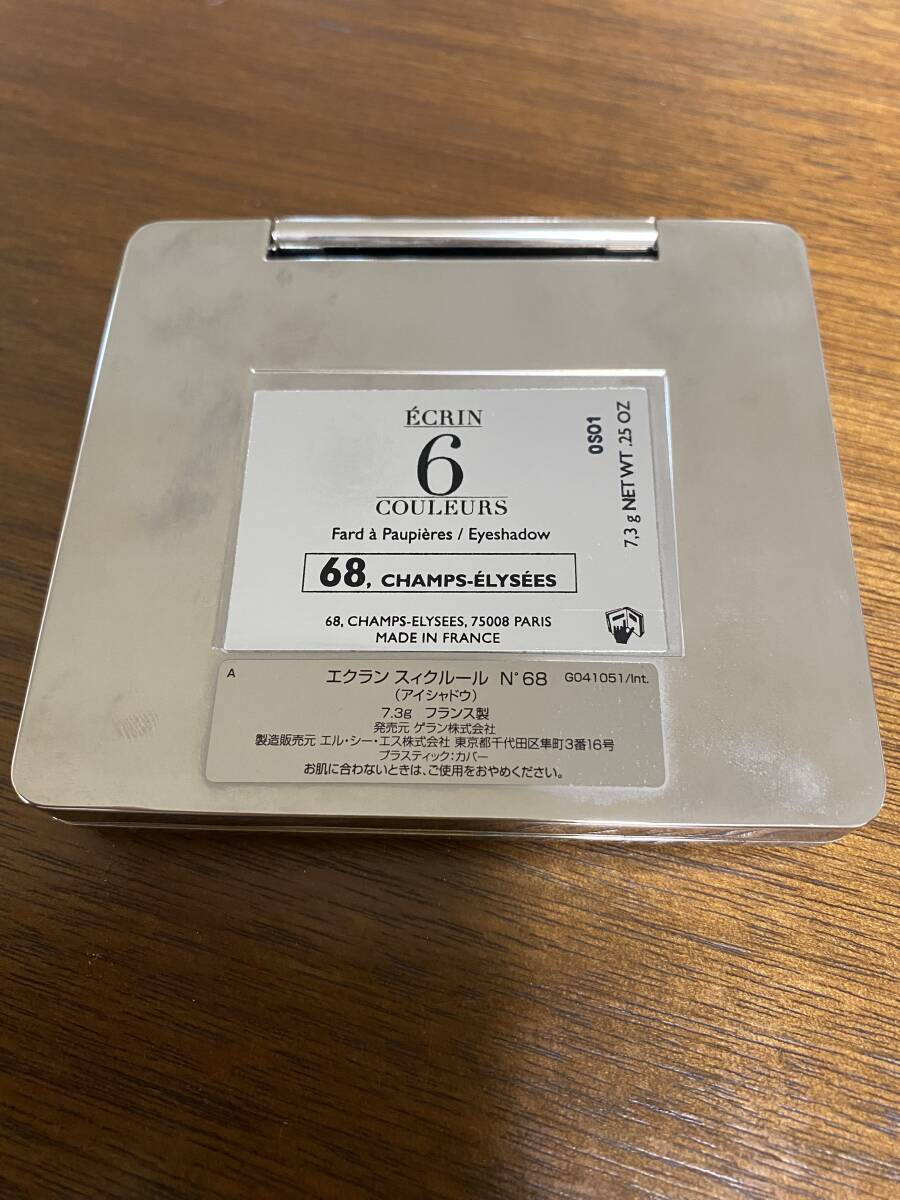 ÉCRIN
6
COULEURS
Fard à Paupières / Eyeshadow
68, CHAMPS-ÉLYSÉES
68, CHAMPS-ELYSEES, 75008 PARIS
MADE IN FRANCE
0S01
7,3 g NET WT .25 OZ
A
エクラン スィクルール N°68 G041051/Int.
(アイシャドウ)
7.3g フランス製
発売元 ゲラン株式会社
製造販売元 エル・シー・エス株式会社 東京都千代田区隼町3番16号
プラスティック:カバー
お肌に合わないときは、ご使用をおやめください。